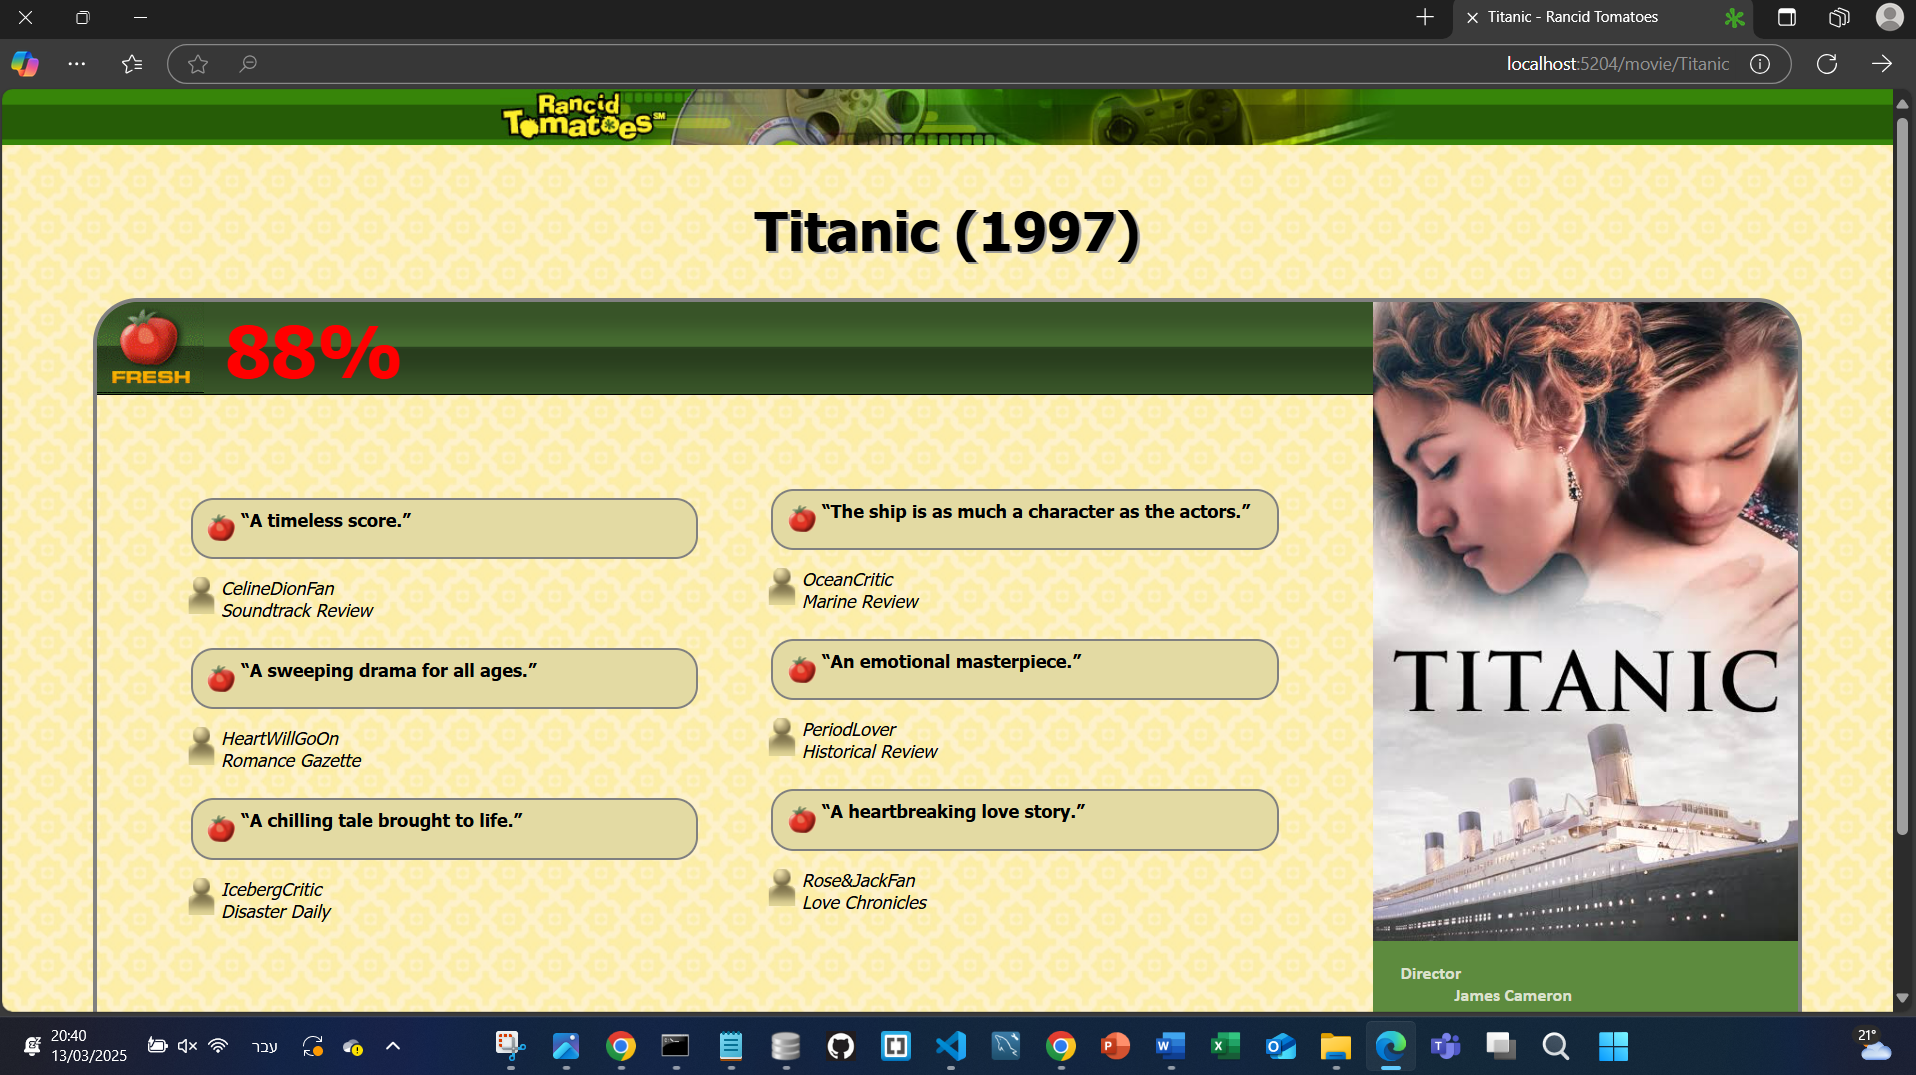 Titanic - Rancid Tomatoes
localhost:5204/movie/Titanic
Rancid
Tomatoes SM
Titanic (1997)
FRESH
88%
“A timeless score.”
CelineDionFan
Soundtrack Review
“A sweeping drama for all ages.”
HeartWillGoOn
Romance Gazette
“A chilling tale brought to life.”
IcebergCritic
Disaster Daily
“The ship is as much a character as the actors.”
OceanCritic
Marine Review
“An emotional masterpiece.”
PeriodLover
Historical Review
“A heartbreaking love story.”
Rose&JackFan
Love Chronicles
TITANIC
Director
James Cameron
20:40
13/03/2025
עבר
21°